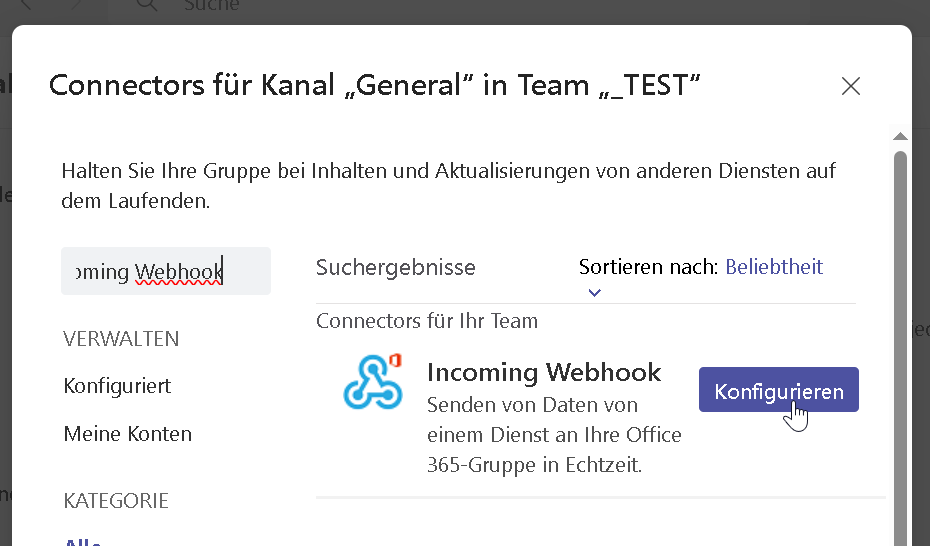 Suche
Connectors für Kanal „General“ in Team „_TEST“
Halten Sie Ihre Gruppe bei Inhalten und Aktualisierungen von anderen Diensten auf
dem Laufenden.
oming Webhook
Suchergebnisse
Sortieren nach: Beliebtheit
Connectors für Ihr Team
VERWALTEN
Konfiguriert
Meine Konten
KATEGORIE
Alle
Incoming Webhook
Senden von Daten von
einem Dienst an Ihre Office
365-Gruppe in Echtzeit.
Konfigurieren